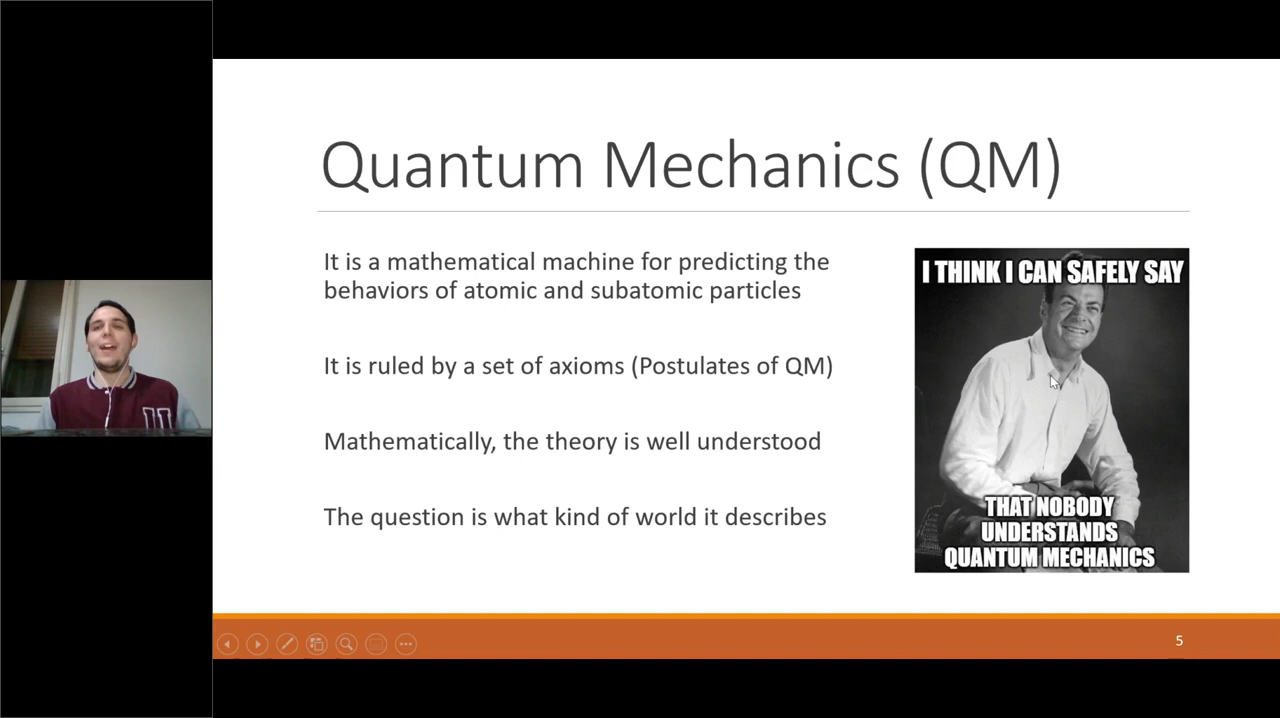 Quantum Mechanics (QM)
It is a mathematical machine for predicting the
behaviors of atomic and subatomic particles
It is ruled by a set of axioms (Postulates of QM)
Mathematically, the theory is well understood
The question is what kind of world it describes
I THINK I CAN SAFELY SAY
THAT NOBODY
UNDERSTANDS
QUANTUM MECHANICS
5